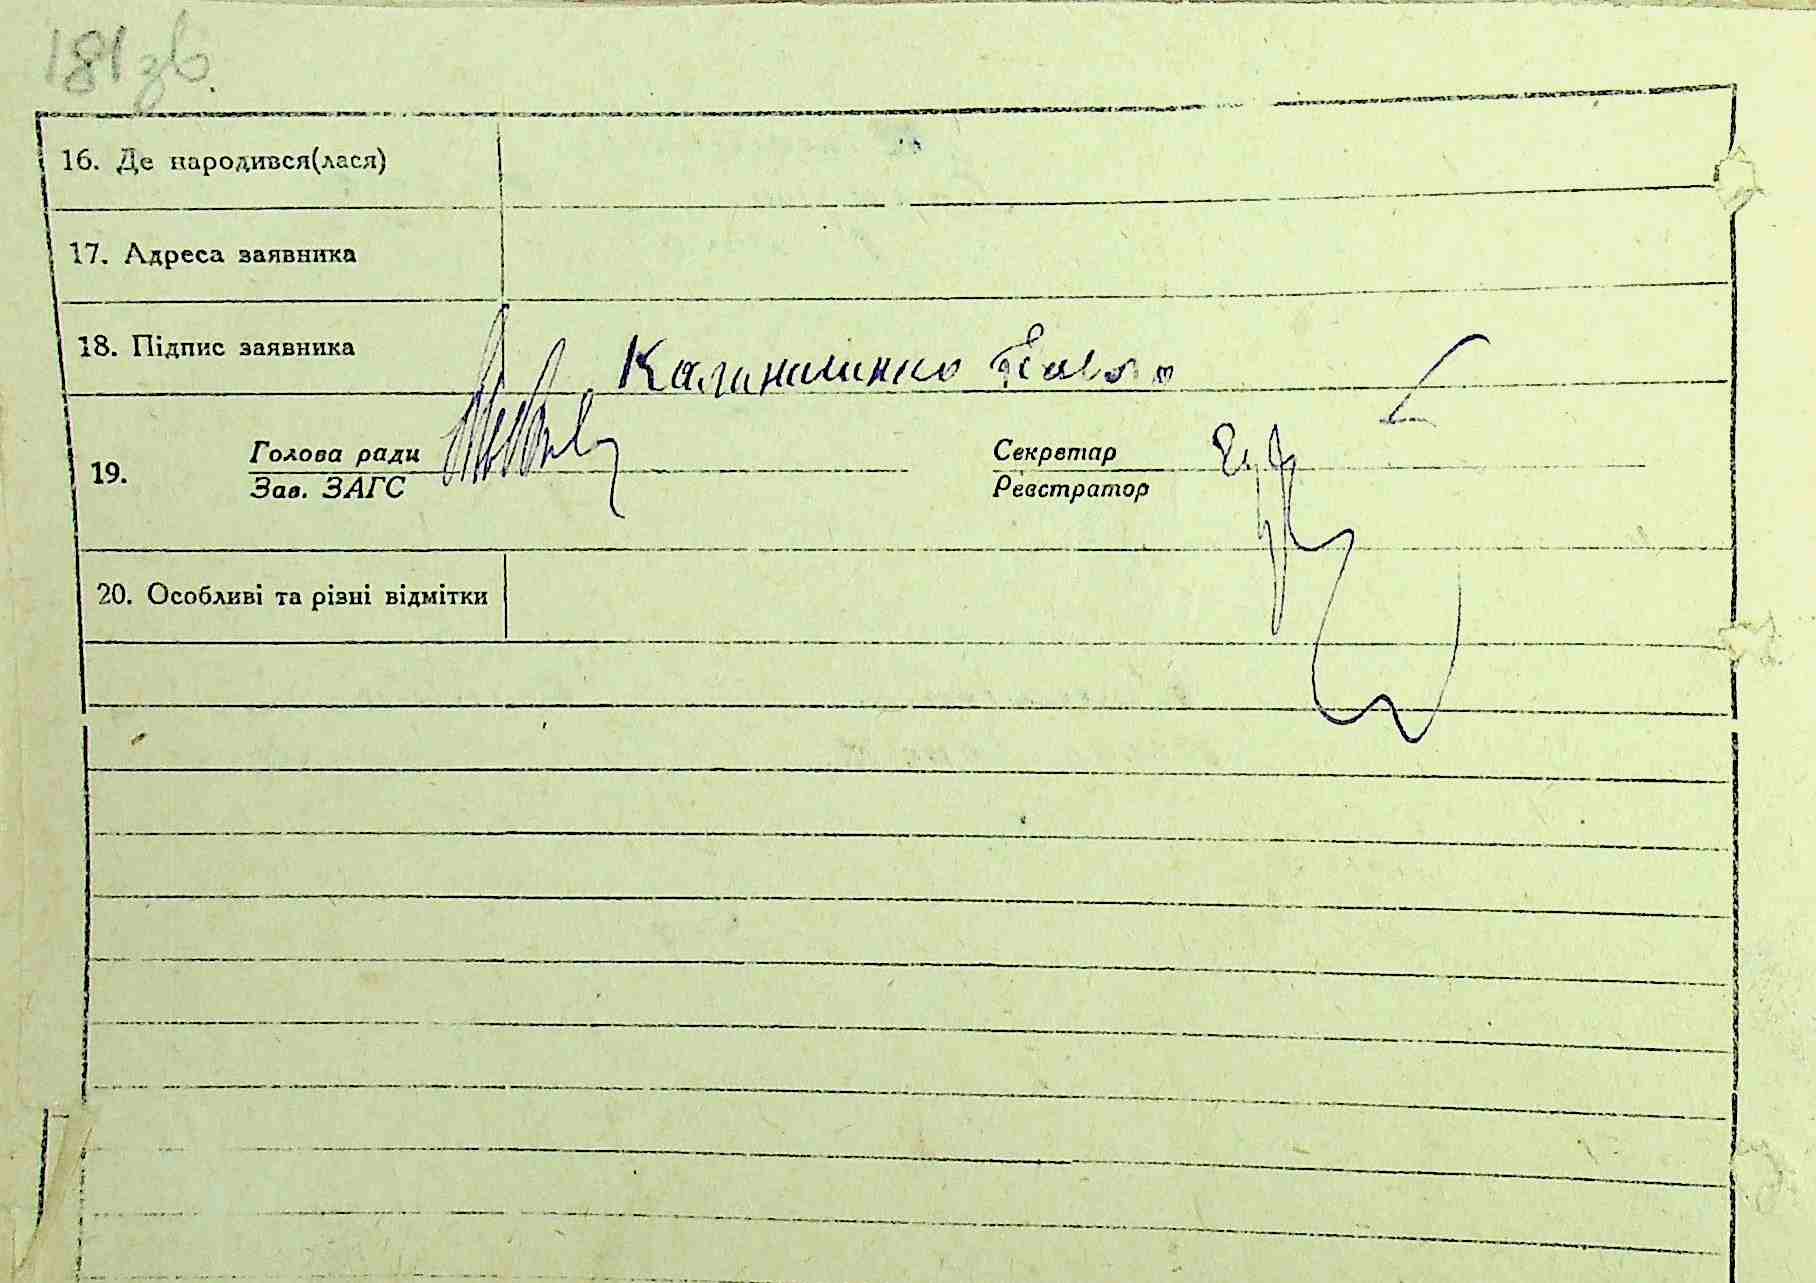 181 зв.
16. Де народився(лася)
17. Адреса заявника
18. Підпис заявника
19. Голова ради Секретар
Зав. ЗАГС Реєстратор
20. Особливі та різні відмітки